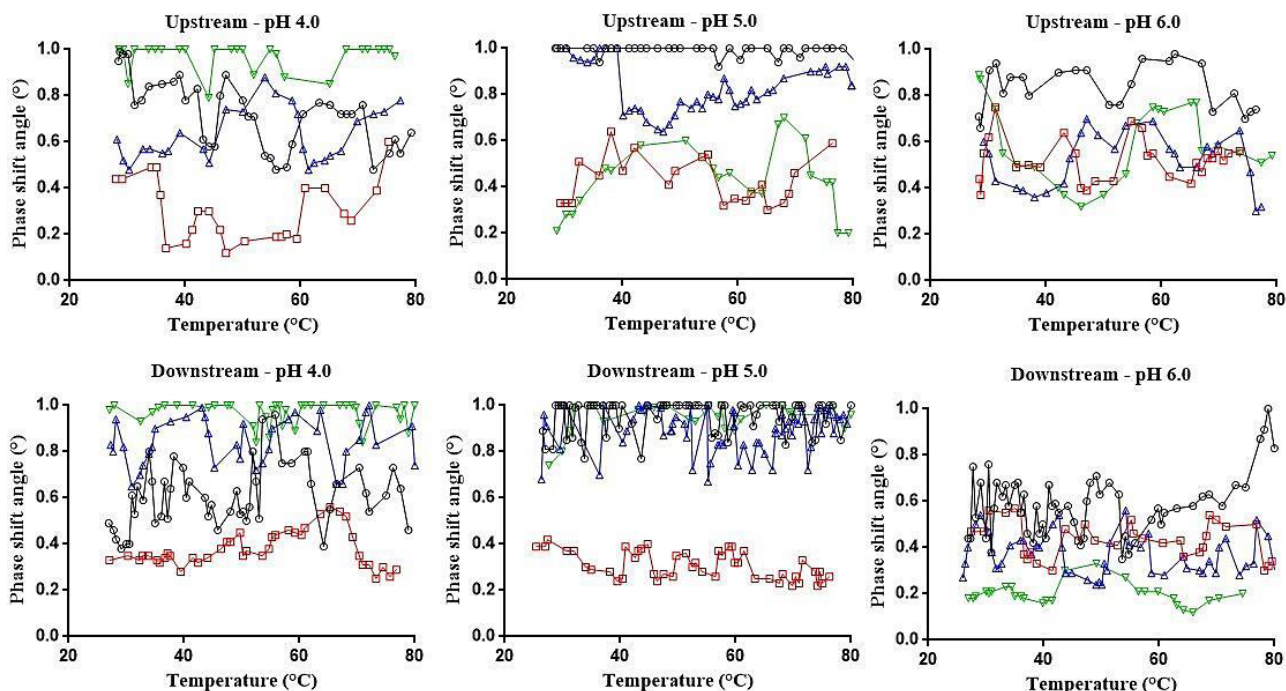 Upstream - pH 4.0
Phase shift angle (°)
1.0
0.8
0.6
0.4
0.2
0.0
20 40 60 80
Temperature (°C)
Upstream - pH 5.0
Phase shift angle (°)
1.0
0.8
0.6
0.4
0.2
0.0
20 40 60 80
Temperature (°C)
Upstream - pH 6.0
Phase shift angle (°)
1.0
0.8
0.6
0.4
0.2
0.0
20 40 60 80
Temperature (°C)
Downstream - pH 4.0
Phase shift angle (°)
1.0
0.8
0.6
0.4
0.2
0.0
20 40 60 80
Temperature (°C)
Downstream - pH 5.0
Phase shift angle (°)
1.0
0.8
0.6
0.4
0.2
0.0
20 40 60 80
Temperature (°C)
Downstream - pH 6.0
Phase shift angle (°)
1.0
0.8
0.6
0.4
0.2
0.0
20 40 60 80
Temperature (°C)